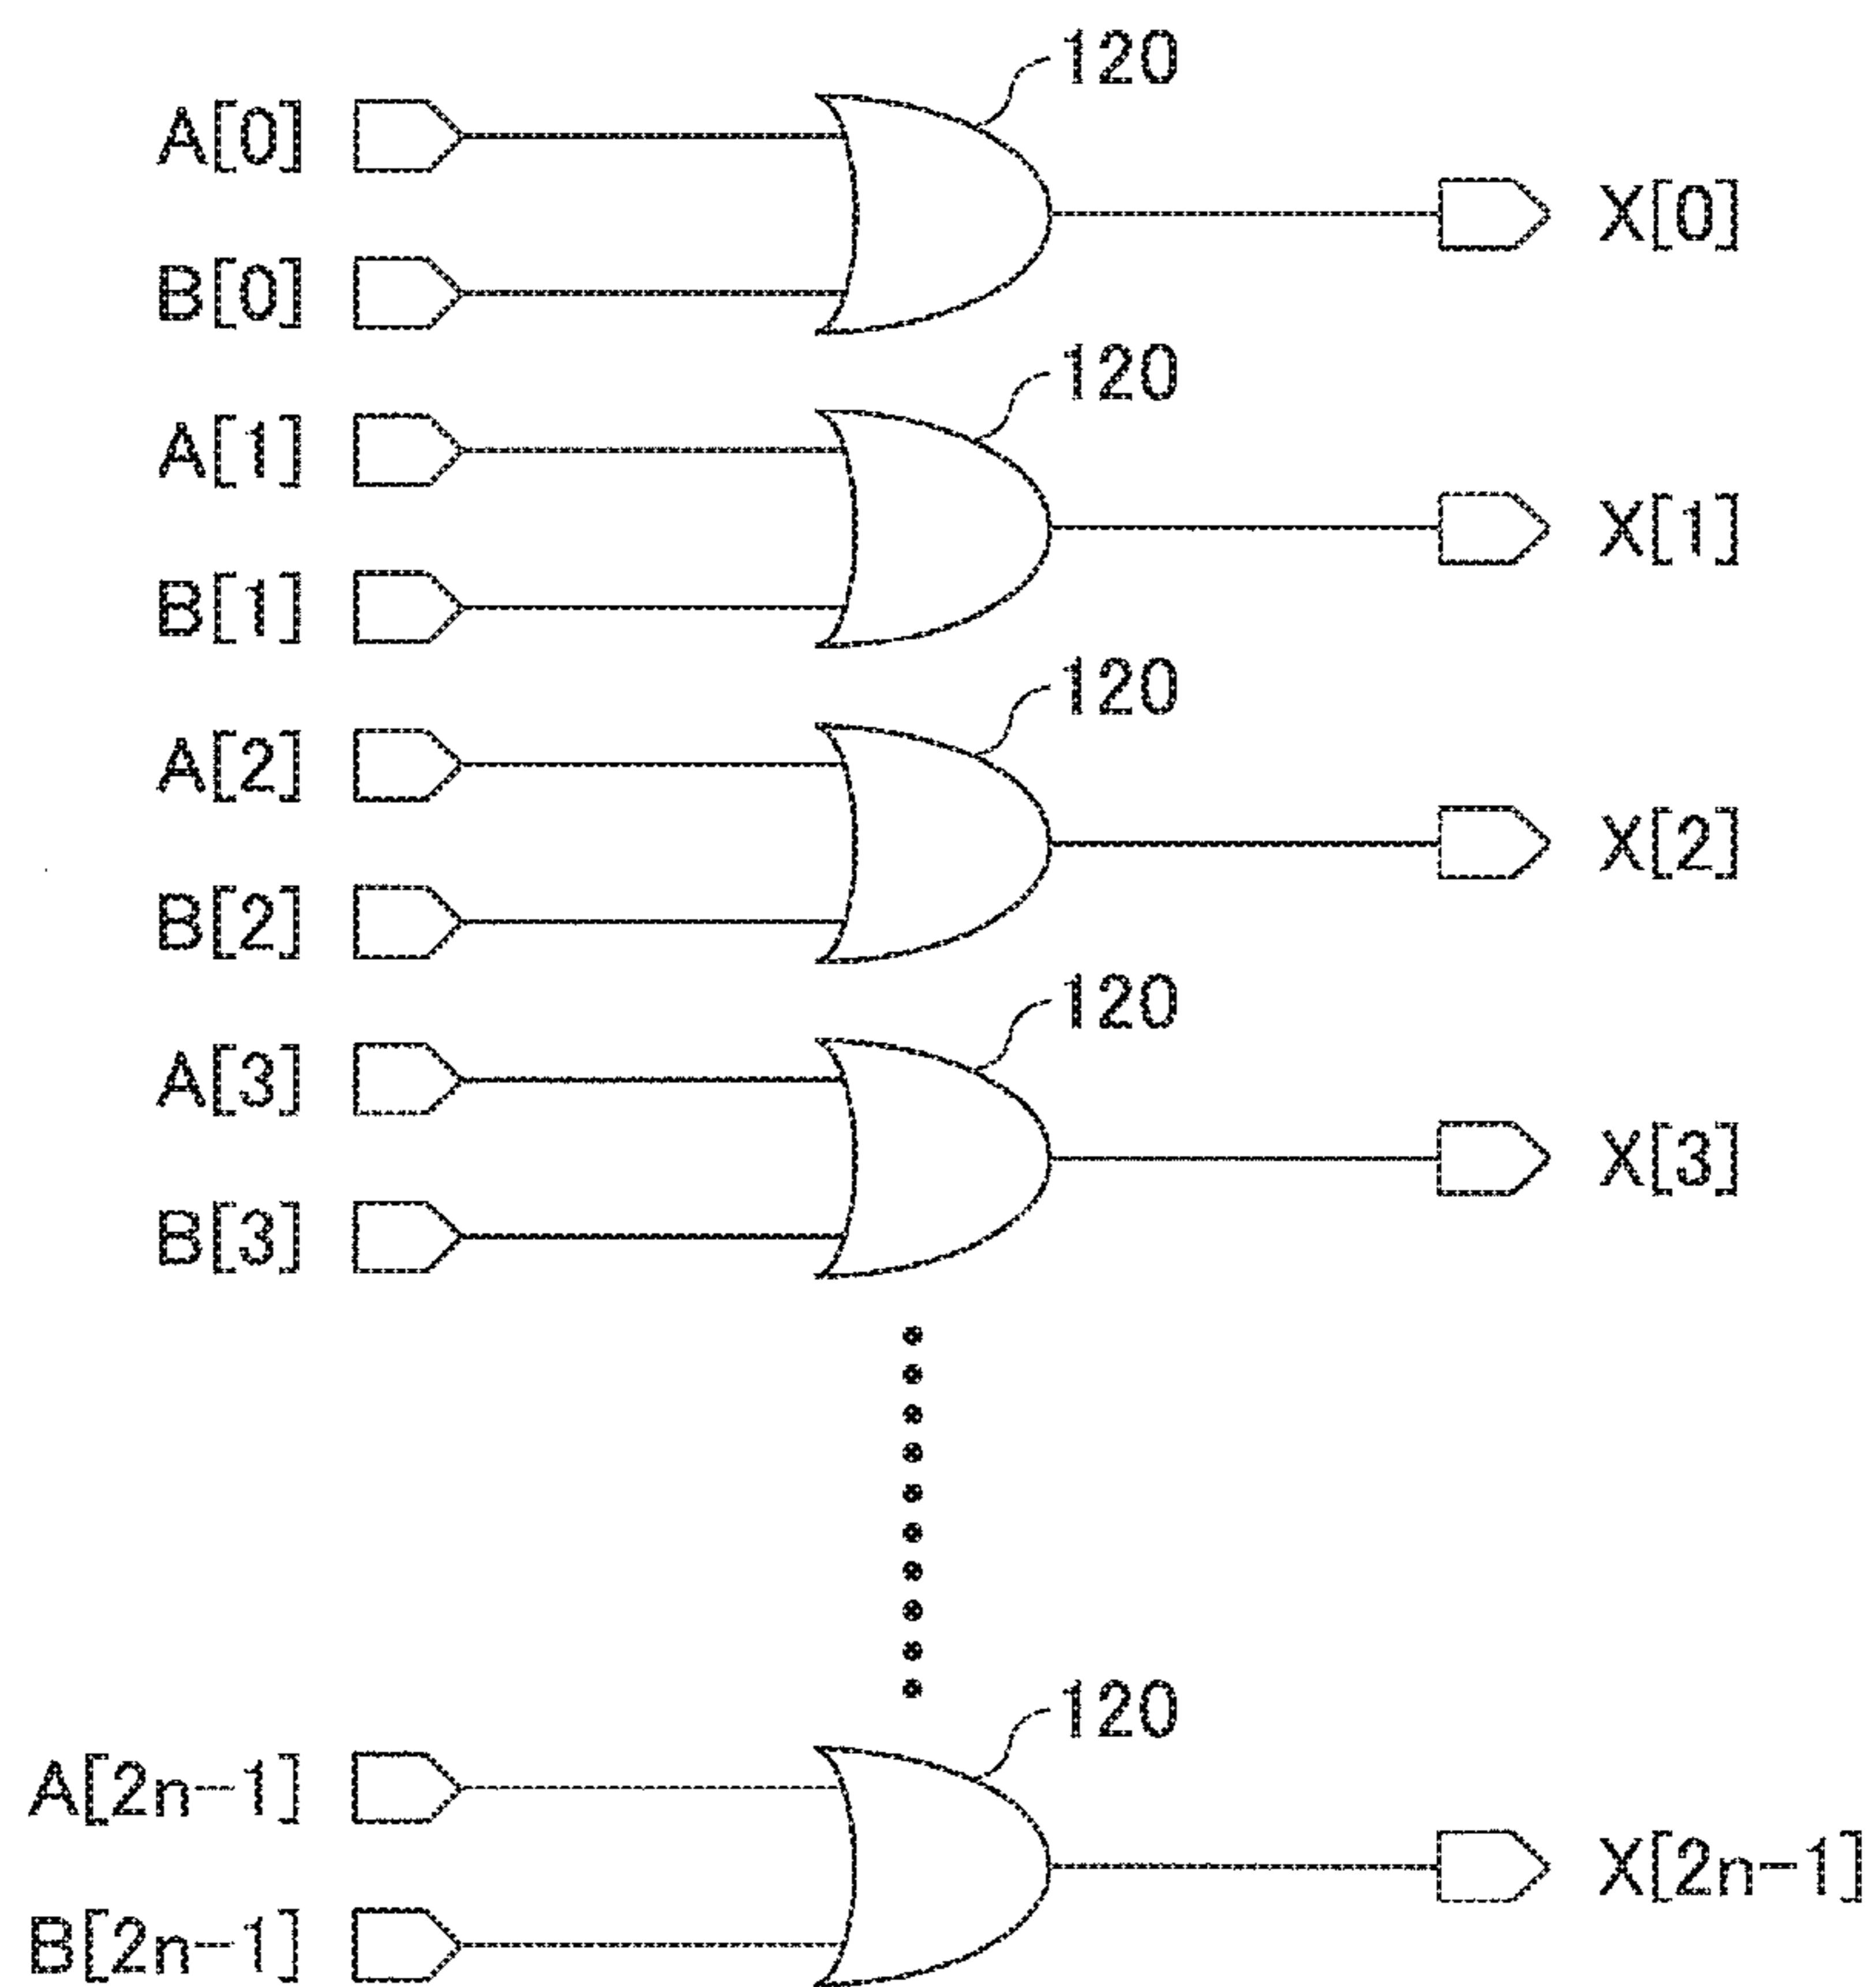 120
A[0]
X[0]
B[0]
120
A[1]
X[1]
B[1]
120
A[2]
X[2]
B[2]
120
A[3]
X[3]
B[3]
120
A[2n-1]
X[2n-1]
B[2n-1]